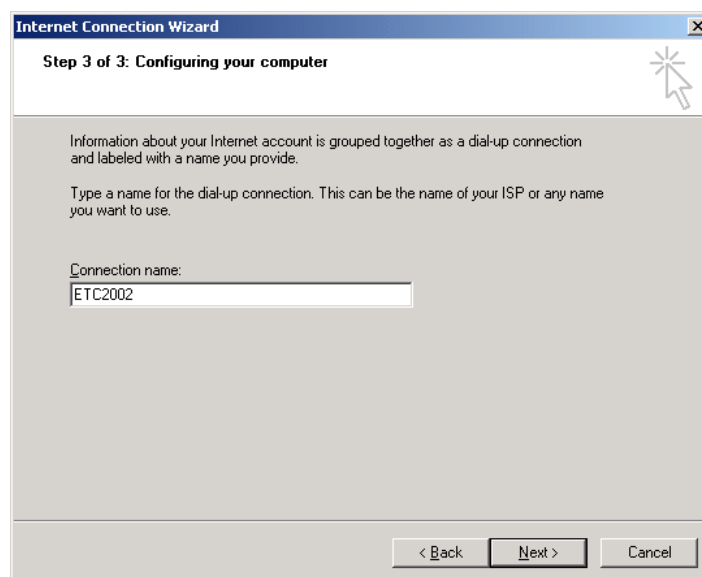 Internet Connection Wizard
Step 3 of 3: Configuring your computer
Information about your Internet account is grouped together as a dial-up connection
and labeled with a name you provide.
Type a name for the dial-up connection. This can be the name of your ISP or any name
you want to use.
Connection name:
ETC2002
< Back Next > Cancel